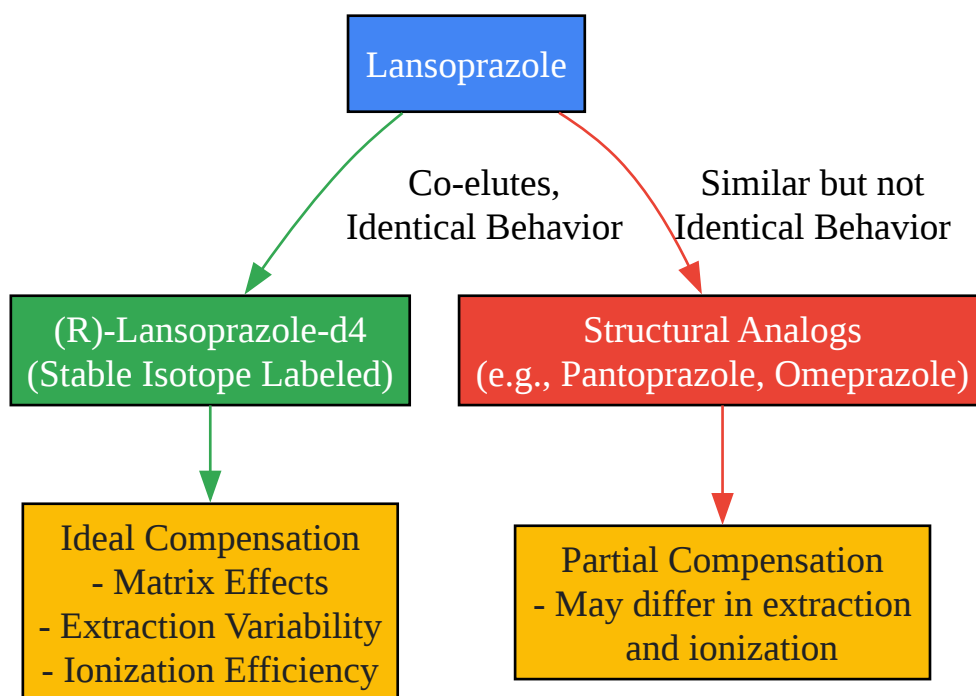 Lansoprazole
Co-elutes,
Identical Behavior
Similar but not
Identical Behavior
(R)-Lansoprazole-d4
(Stable Isotope Labeled)
Structural Analogs
(e.g., Pantoprazole, Omeprazole)
Ideal Compensation
- Matrix Effects
- Extraction Variability
- Ionization Efficiency
Partial Compensation
- May differ in extraction
and ionization